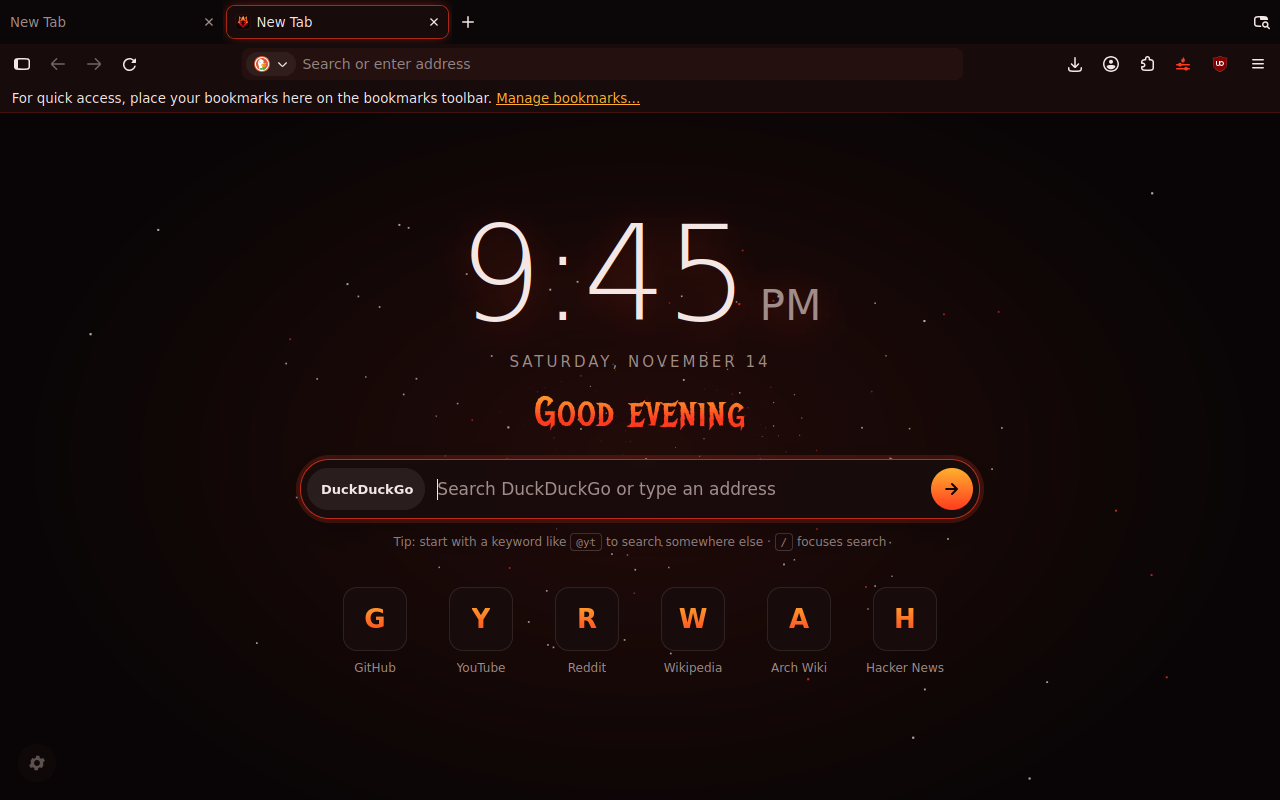 New Tab
New Tab
Search or enter address
For quick access, place your bookmarks here on the bookmarks toolbar. Manage bookmarks...
9:45 PM
SATURDAY, NOVEMBER 14
Good evening
DuckDuckGo Search DuckDuckGo or type an address
Tip: start with a keyword like @yt to search somewhere else · / focuses search
G Y R W A H
GitHub YouTube Reddit Wikipedia Arch Wiki Hacker News